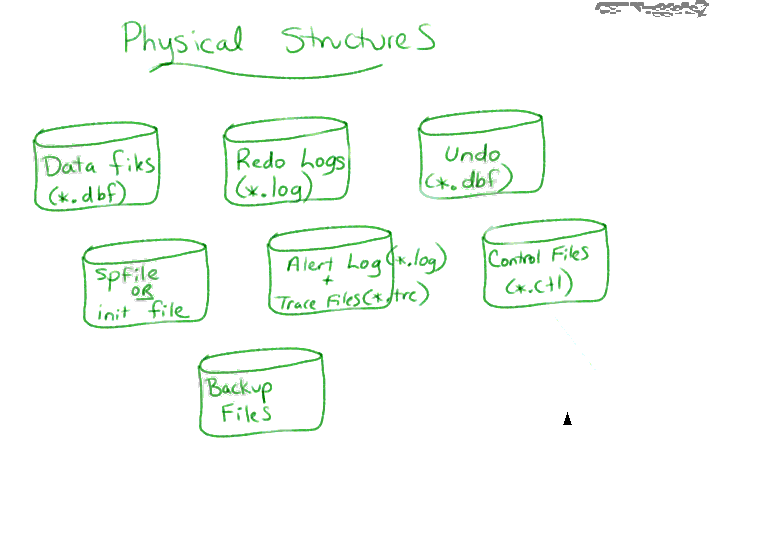 Physical Structures
Data files
(*.dbf)
Redo Logs
(*.log)
Undo
(*.dbf)
spfile
OR
init file
Alert Log (*.log)
+
Trace Files (*.trc)
Control Files
(*.ctl)
Backup
Files